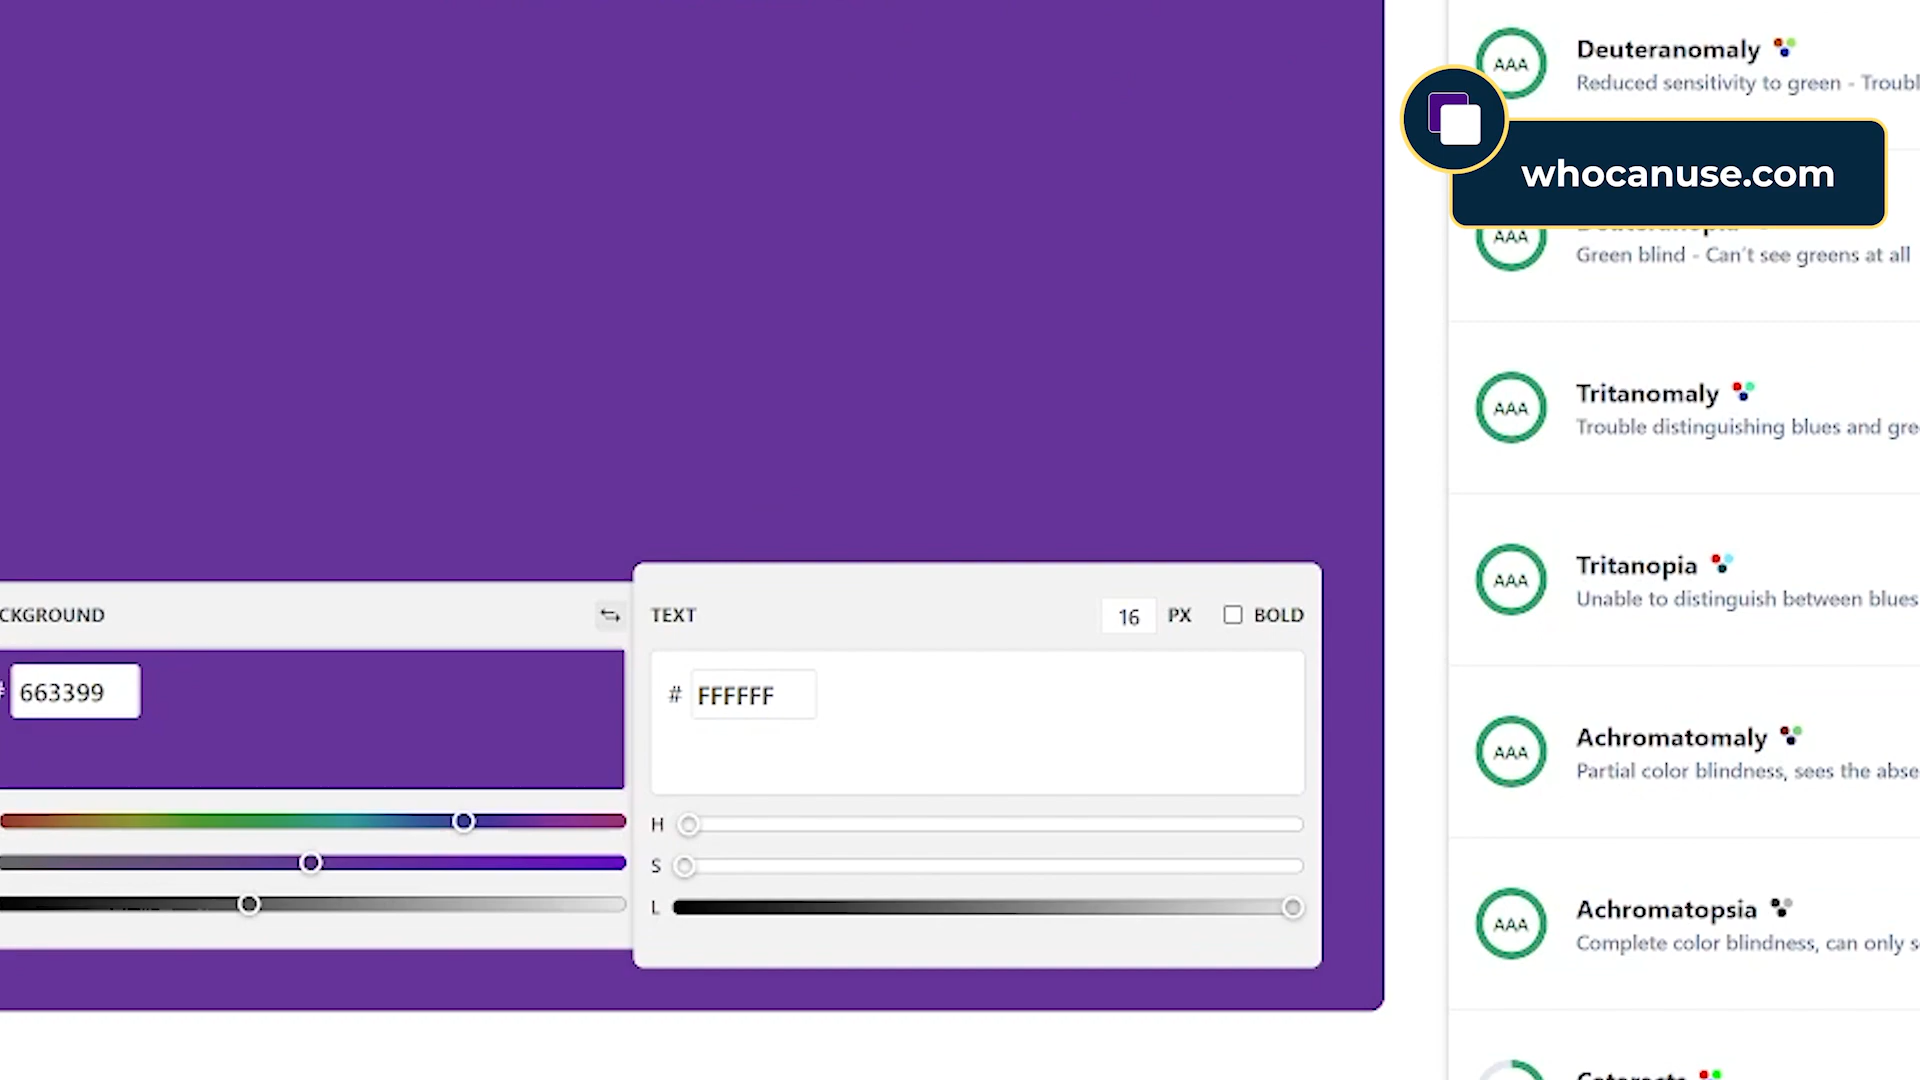 CKGROUND
663399
TEXT
16 PX BOLD
# FFFFFF
H
S
L
AAA
Deuteranomaly
Reduced sensitivity to green - Troubl
whocanuse.com
AAA
Green blind - Can't see greens at all
AAA
Tritanomaly
Trouble distinguishing blues and gre
AAA
Tritanopia
Unable to distinguish between blues
AAA
Achromatomaly
Partial color blindness, sees the abse
AAA
Achromatopsia
Complete color blindness, can only s